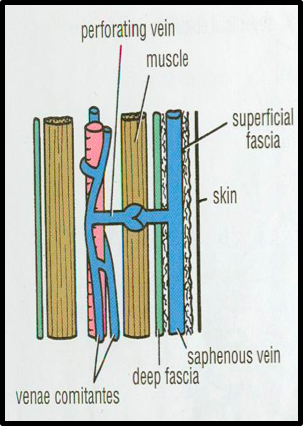 perforating vein
muscle
superficial
fascia
skin
saphenous vein
deep fascia
venae comitantes